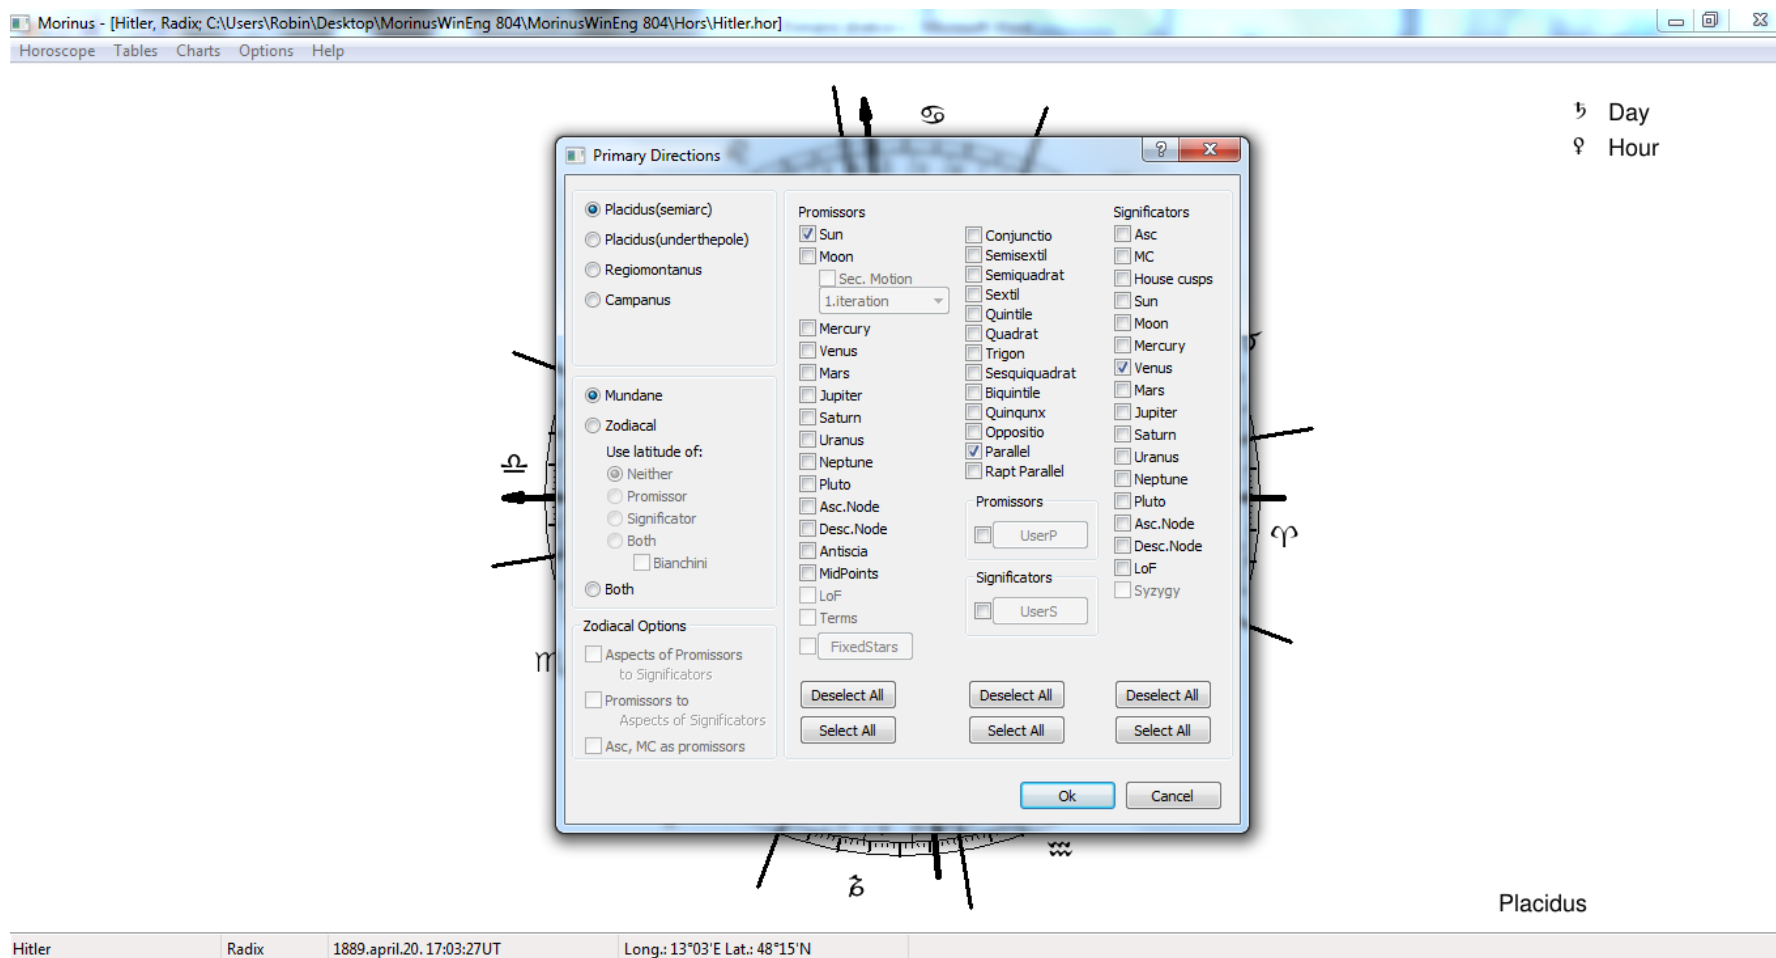 Morinus - [Hitler, Radix; C:\Users\Robin\Desktop\MorinusWinEng 804\MorinusWinEng 804\Hors\Hitler.hor]
Horoscope Tables Charts Options Help
Day
Hour
Primary Directions
Placidus(semiarc)
Placidus(underthepole)
Regiomontanus
Campanus
Mundane
Zodiacal
Use latitude of:
Neither
Promissor
Significator
Both
Bianchini
Both
Zodiacal Options
Aspects of Promissors
to Significators
Promissors to
Aspects of Significators
Asc, MC as promissors
Promissors
Sun
Moon
Sec. Motion
1.iteration
Mercury
Venus
Mars
Jupiter
Saturn
Uranus
Neptune
Pluto
Asc.Node
Desc.Node
Antiscia
MidPoints
LoF
Terms
FixedStars
Deselect All
Select All
Conjunctio
Semisextil
Semiquadrat
Sextil
Quintile
Quadrat
Trigon
Sesquiquadrat
Biquintile
Quinqunx
Oppositio
Parallel
Rapt Parallel
Promissors
UserP
Significators
UserS
Deselect All
Select All
Significators
Asc
MC
House cusps
Sun
Moon
Mercury
Venus
Mars
Jupiter
Saturn
Uranus
Neptune
Pluto
Asc.Node
Desc.Node
LoF
Syzygy
Deselect All
Select All
Ok
Cancel
Placidus
Hitler Radix 1889.april.20. 17:03:27UT Long.: 13°03'E Lat.: 48°15'N